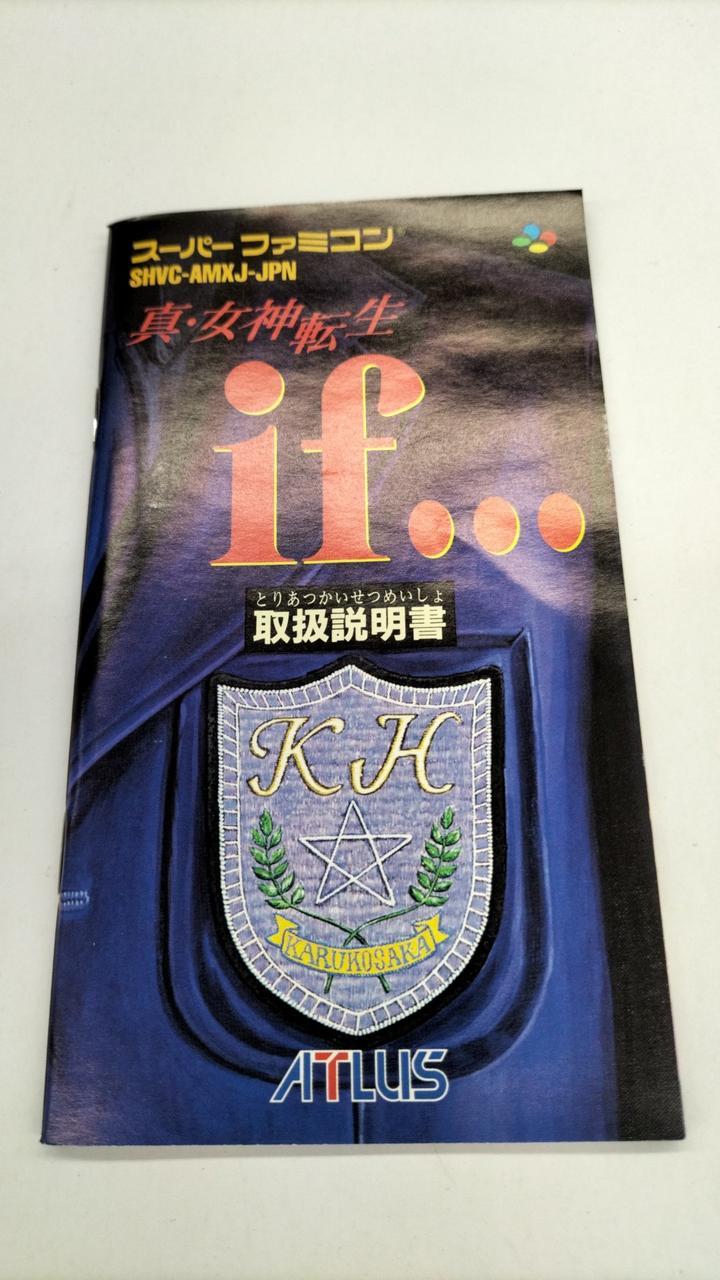 スーパーファミコン
SHVC-AMXJ-JPN
真・女神転生
if...
とりあつかいせつめいしょ
取扱説明書
KH
KARUKOSAKA
ATLUS